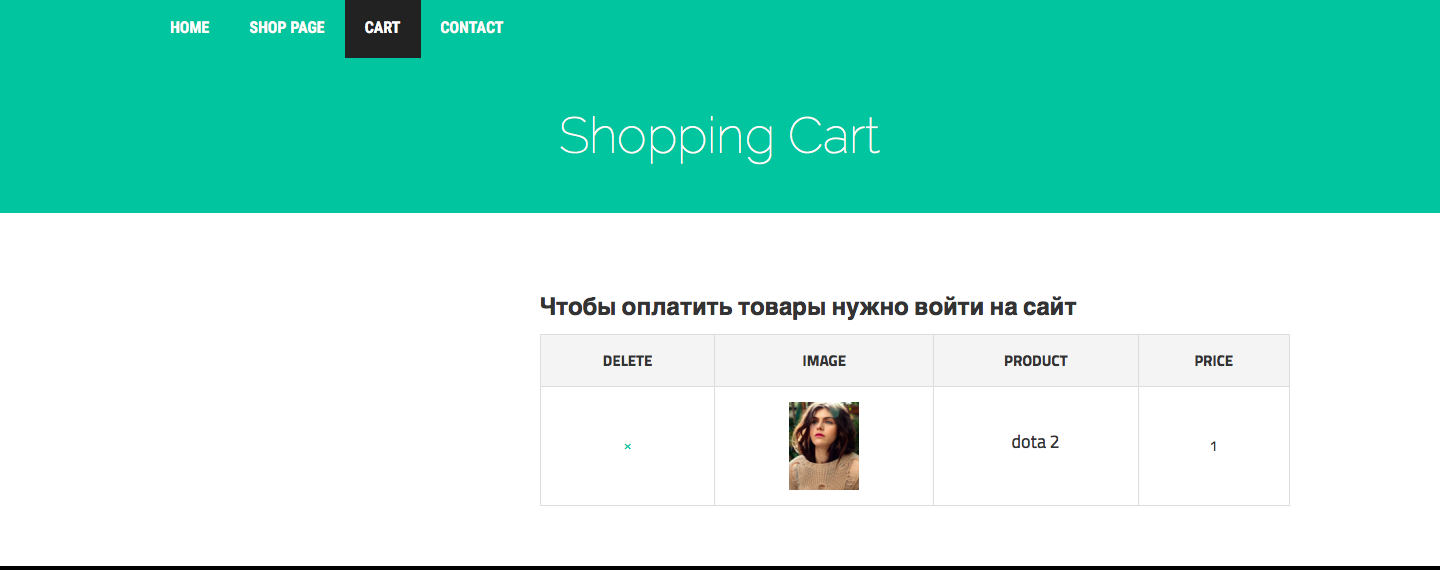 HOME SHOP PAGE CART CONTACT
Shopping Cart
Чтобы оплатить товары нужно войти на сайт
DELETE IMAGE PRODUCT PRICE
× dota 2 1